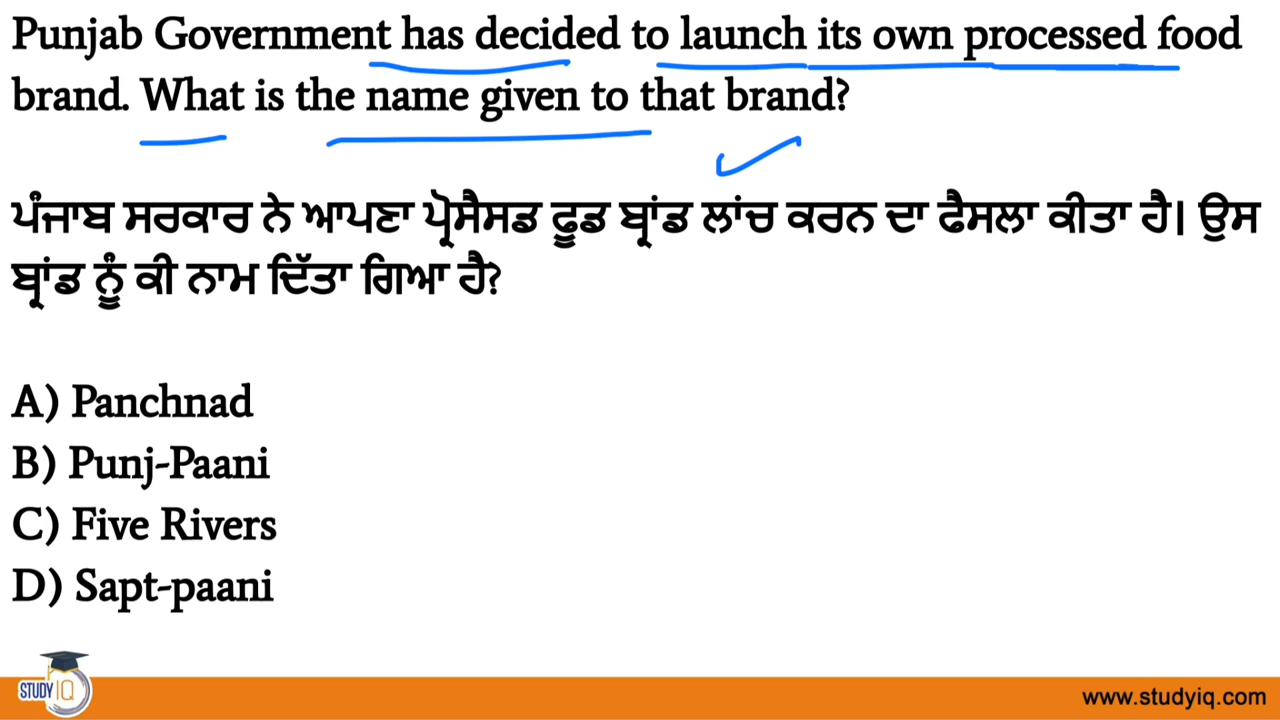 Punjab Government has decided to launch its own processed food
brand. What is the name given to that brand?
ਪੰਜਾਬ ਸਰਕਾਰ ਨੇ ਆਪਣਾ ਪ੍ਰੋਸੈਸਡ ਫੂਡ ਬ੍ਰਾਂਡ ਲਾਂਚ ਕਰਨ ਦਾ ਫੈਸਲਾ ਕੀਤਾ ਹੈ। ਉਸ
ਬ੍ਰਾਂਡ ਨੂੰ ਕੀ ਨਾਮ ਦਿੱਤਾ ਗਿਆ ਹੈ?
A) Panchnad
B) Punj-Paani
C) Five Rivers
D) Sapt-paani
STUDY IQ
www.studyiq.com